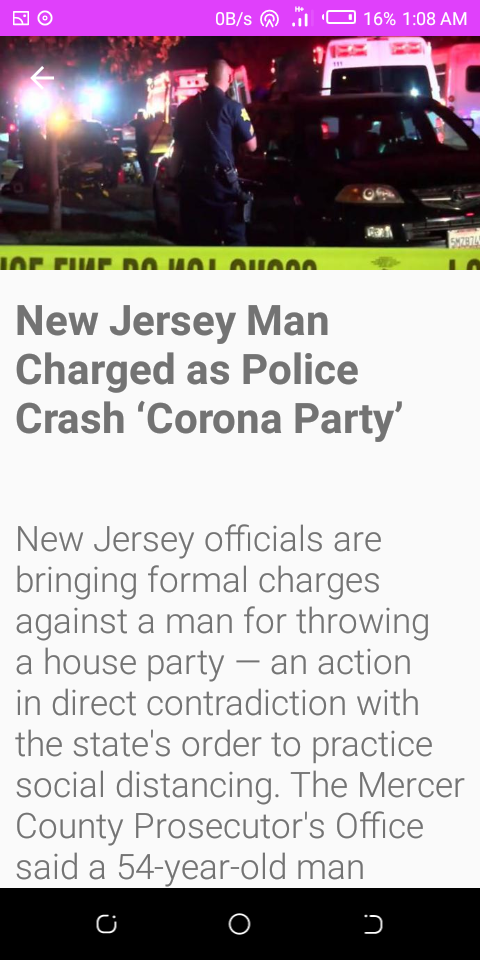 0B/s 16% 1:08 AM
111
New Jersey Man
Charged as Police
Crash ‘Corona Party’
New Jersey officials are
bringing formal charges
against a man for throwing
a house party — an action
in direct contradiction with
the state's order to practice
social distancing. The Mercer
County Prosecutor's Office
said a 54-year-old man